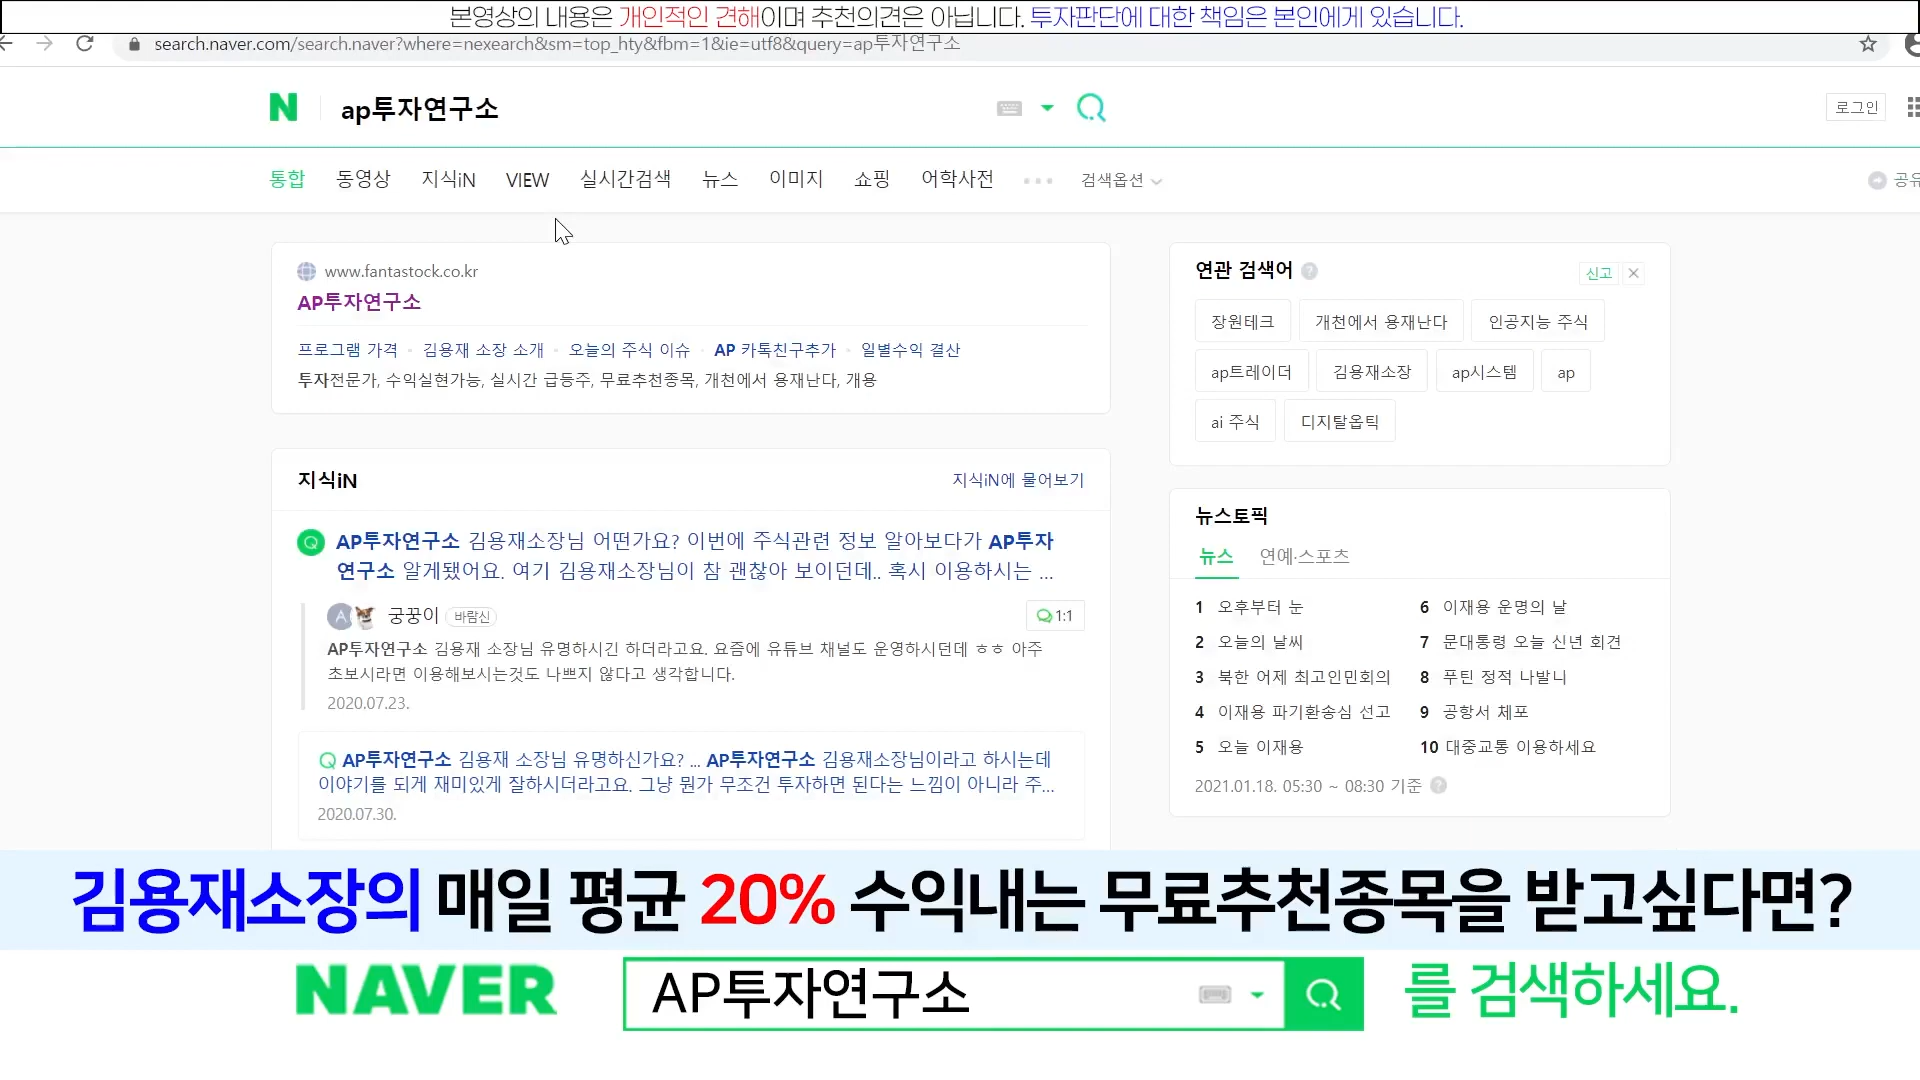 본영상의 내용은 개인적인 견해이며 추천의견은 아닙니다. 투자판단에 대한 책임은 본인에게 있습니다.
search.naver.com/search.naver?where=nexearch&sm=top_hty&fbm=1&ie=utf8&query=ap투자연구소
N ap투자연구소 로그인
통합 동영상 지식iN VIEW 실시간검색 뉴스 이미지 쇼핑 어학사전 ••• 검색옵션 공유
www.fantastock.co.kr
AP투자연구소
프로그램 가격 · 김용재 소장 소개 · 오늘의 주식 이슈 · AP 카톡친구추가 · 일별수익 결산
투자전문가, 수익실현가능, 실시간 급등주, 무료추천종목, 개천에서 용재난다, 개용
지식iN 지식iN에 물어보기
Q AP투자연구소 김용재소장님 어떤가요? 이번에 주식관련 정보 알아보다가 AP투자
연구소 알게됐어요. 여기 김용재소장님이 참 괜찮아 보이던데.. 혹시 이용하시는 ...
A 궁꿍이 바람신 1:1
AP투자연구소 김용재 소장님 유명하시긴 하더라고요. 요즘에 유튜브 채널도 운영하시던데 ㅎㅎ 아주
초보시라면 이용해보시는것도 나쁘지 않다고 생각합니다.
2020.07.23.
Q AP투자연구소 김용재 소장님 유명하신가요? ... AP투자연구소 김용재소장님이라고 하시는데
이야기를 되게 재미있게 잘하시더라고요. 그냥 뭔가 무조건 투자하면 된다는 느낌이 아니라 주...
2020.07.30.
연관 검색어 ? 신고 ×
장원테크 개천에서 용재난다 인공지능 주식
ap트레이더 김용재소장 ap시스템 ap
ai 주식 디지탈옵틱
뉴스토픽
뉴스 연예·스포츠
1 오후부터 눈
2 오늘의 날씨
3 북한 어제 최고인민회의
4 이재용 파기환송심 선고
5 오늘 이재용
6 이재용 운명의 날
7 문대통령 오늘 신년 회견
8 푸틴 정적 나발니
9 공항서 체포
10 대중교통 이용하세요
2021.01.18. 05:30 ~ 08:30 기준 ?
김용재소장의 매일 평균 20% 수익내는 무료추천종목을 받고싶다면?
NAVER AP투자연구소 를 검색하세요.